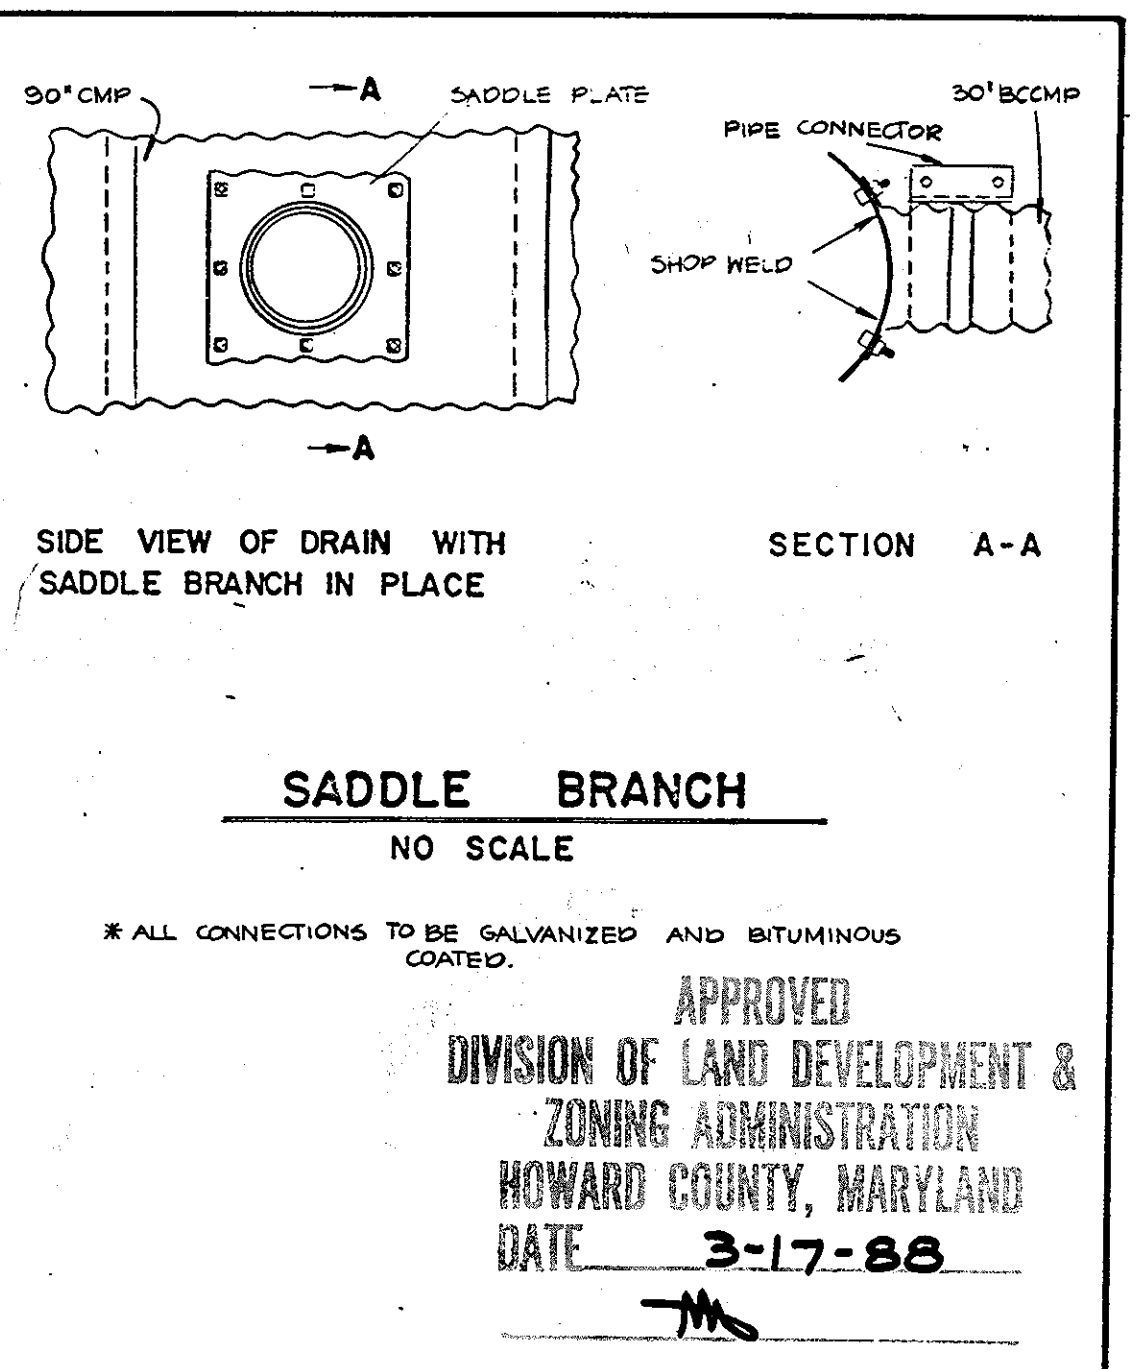 90" CMP
A
SADDLE PLATE
30" BCCMP
PIPE CONNECTOR
SHOP WELD
A
SIDE VIEW OF DRAIN WITH
SADDLE BRANCH IN PLACE
SECTION A-A
SADDLE BRANCH
NO SCALE
* ALL CONNECTIONS TO BE GALVANIZED AND BITUMINOUS
COATED.
APPROVED
DIVISION OF LAND DEVELOPMENT &
ZONING ADMINISTRATION
HOWARD COUNTY, MARYLAND
DATE 3-17-88